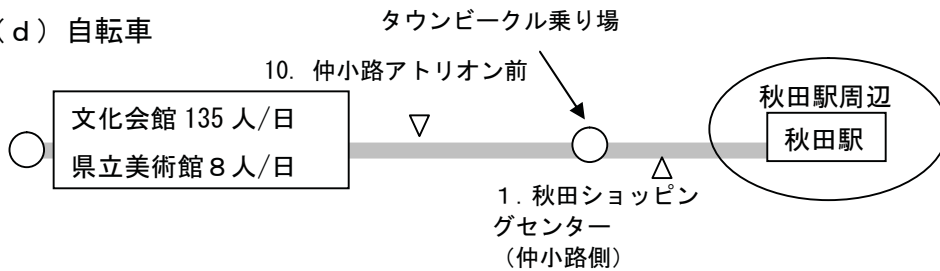 (d) 自転車
タウンビークル乗り場
10. 仲小路アトリオン前
秋田駅周辺
文化会館 135 人/日
県立美術館８人/日
秋田駅
1. 秋田ショッピン
グセンター
（仲小路側）